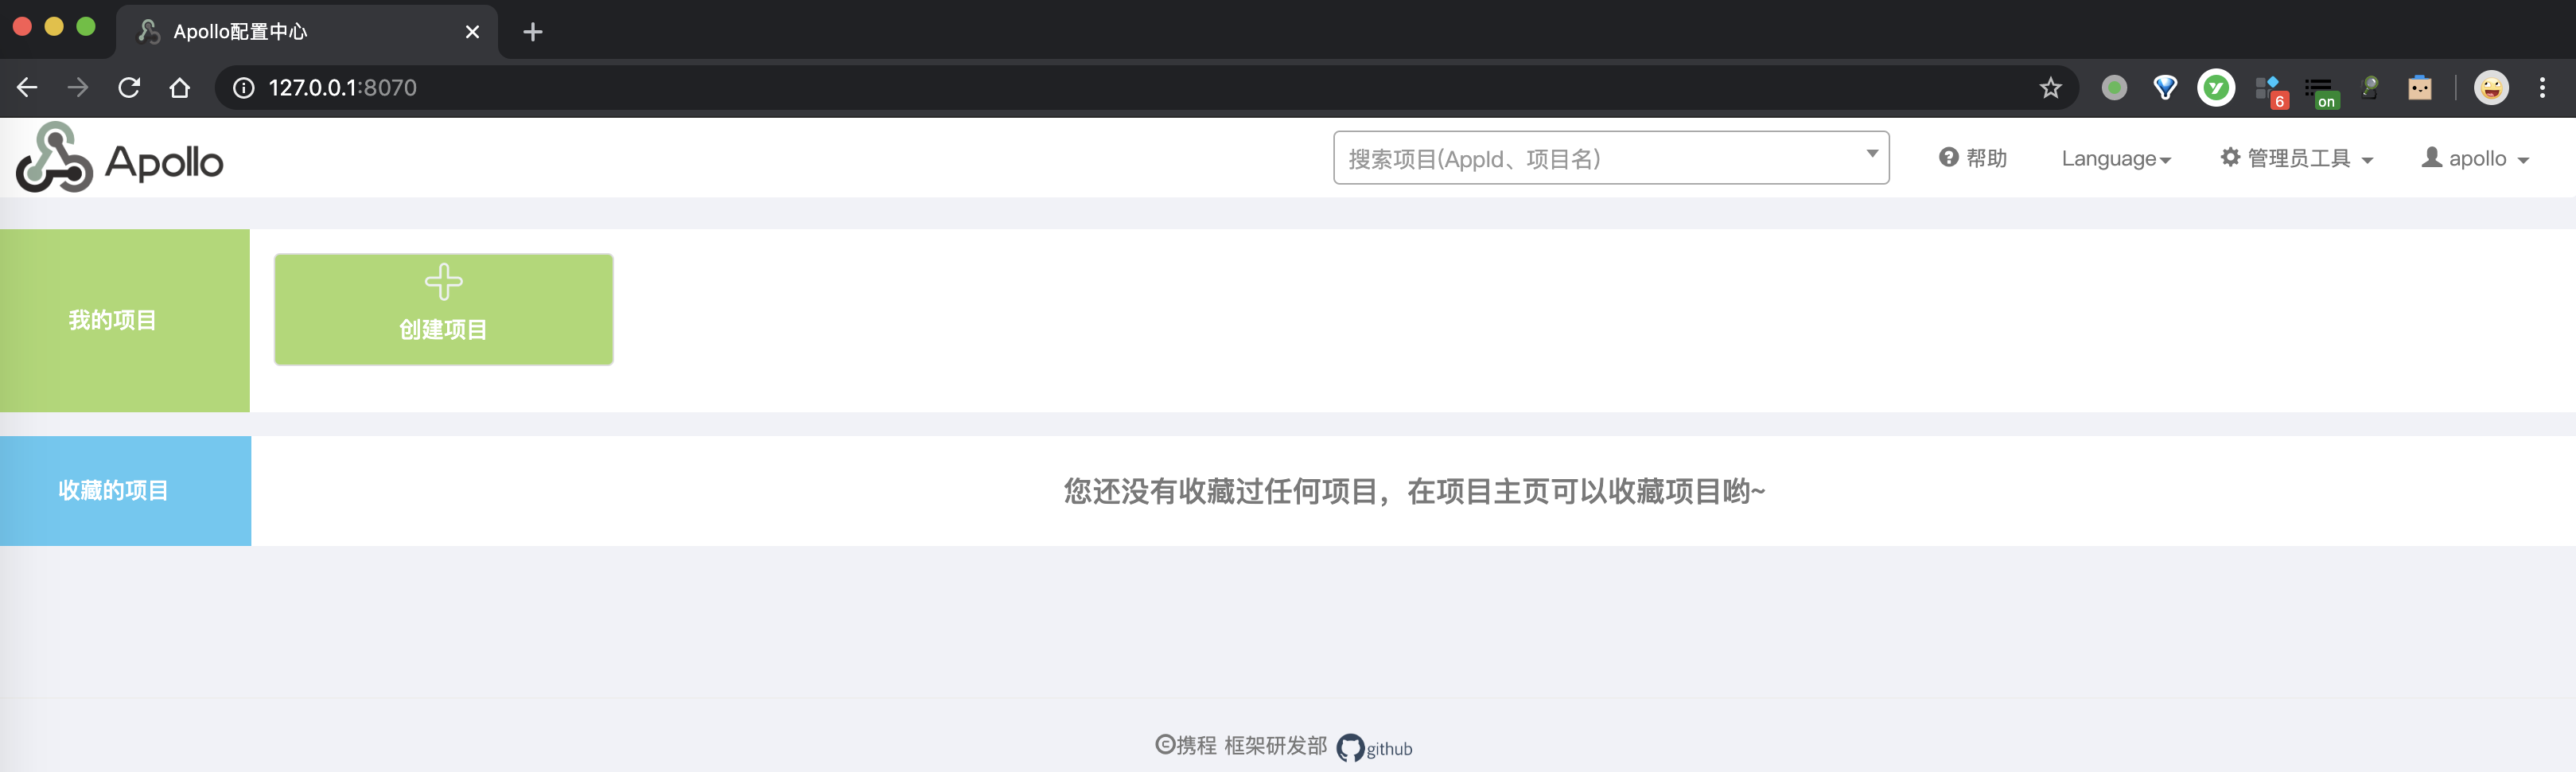 Apollo配置中心
127.0.0.1:8070
6
on
Apollo
搜索项目(AppId、项目名)
帮助
Language
管理员工具
apollo
我的项目
创建项目
收藏的项目
您还没有收藏过任何项目，在项目主页可以收藏项目哟~
©携程 框架研发部 github